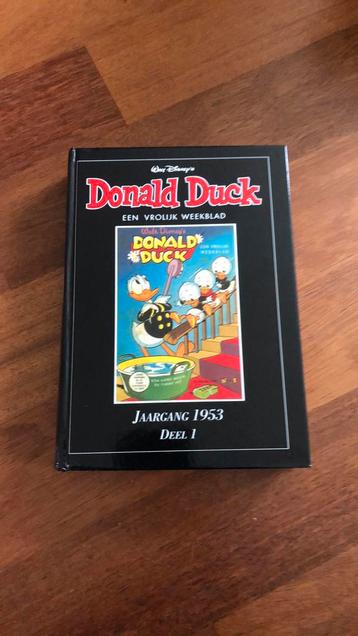 Walt Disney's
Donald Duck
EEN VROLIJK WEEKBLAD
Walt Disney's
DONALD
DUCK
EEN VROLIJK
WEEKBLAD
JAARGANG 1953
DEEL 1